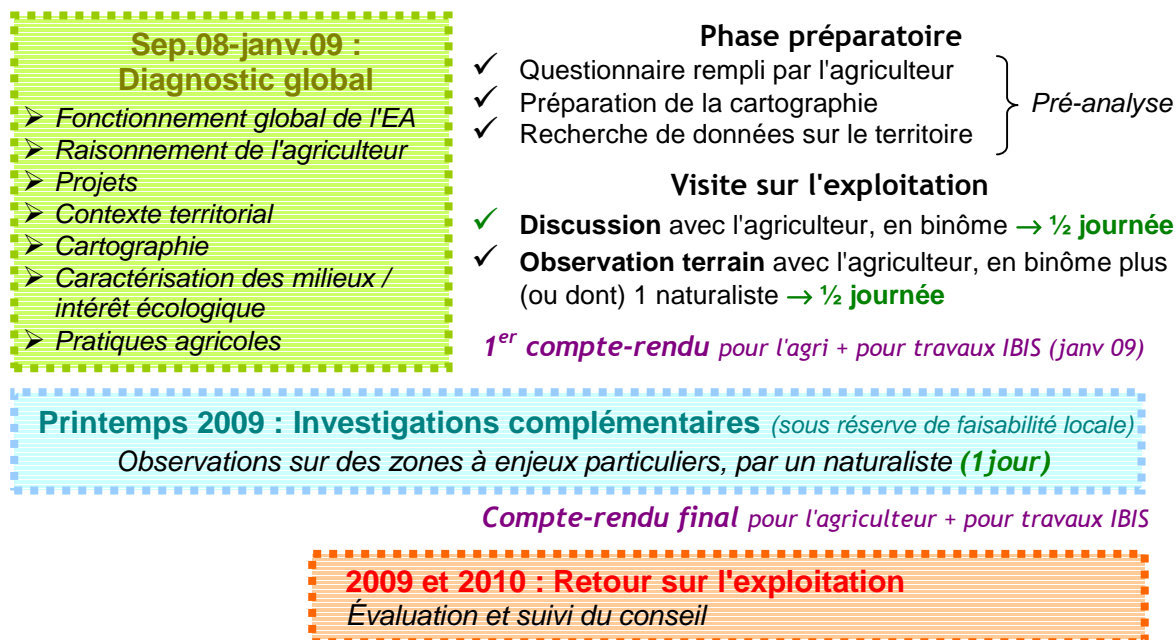 Sep.08-janv.09 :
Diagnostic global
➢ Fonctionnement global de l'EA
➢ Raisonnement de l'agriculteur
➢ Projets
➢ Contexte territorial
➢ Cartographie
➢ Caractérisation des milieux /
intérêt écologique
➢ Pratiques agricoles
Phase préparatoire
✓ Questionnaire rempli par l'agriculteur
✓ Préparation de la cartographie
✓ Recherche de données sur le territoire
Pré-analyse
Visite sur l'exploitation
✓ Discussion avec l'agriculteur, en binôme → ½ journée
✓ Observation terrain avec l'agriculteur, en binôme plus
(ou dont) 1 naturaliste → ½ journée
1er compte-rendu pour l'agri + pour travaux IBIS (janv 09)
Printemps 2009 : Investigations complémentaires (sous réserve de faisabilité locale)
Observations sur des zones à enjeux particuliers, par un naturaliste (1jour)
Compte-rendu final pour l'agriculteur + pour travaux IBIS
2009 et 2010 : Retour sur l'exploitation
Évaluation et suivi du conseil